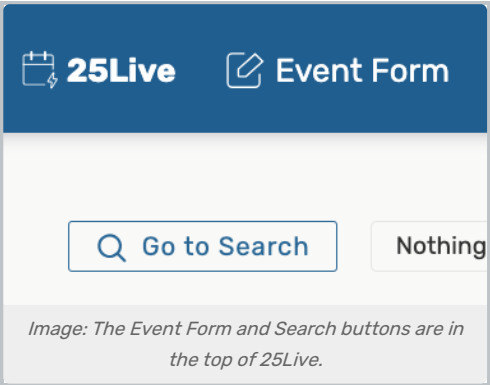 25Live Event Form
Go to Search Nothing
Image: The Event Form and Search buttons are in
the top of 25Live.